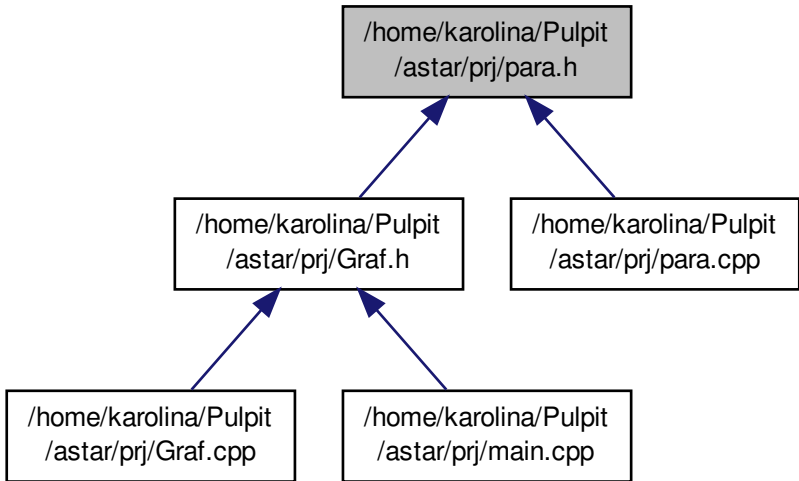 /home/karolina/Pulpit
/astar/prj/para.h
/home/karolina/Pulpit
/astar/prj/Graf.h
/home/karolina/Pulpit
/astar/prj/para.cpp
/home/karolina/Pulpit
/astar/prj/Graf.cpp
/home/karolina/Pulpit
/astar/prj/main.cpp